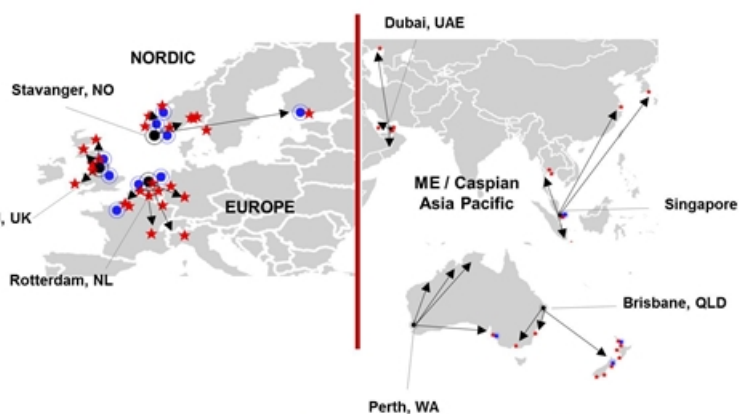 Dubai, UAE
NORDIC
Stavanger, NO
ME / Caspian
Asia Pacific
Singapore
EUROPE
, UK
Rotterdam, NL
Brisbane, QLD
Perth, WA